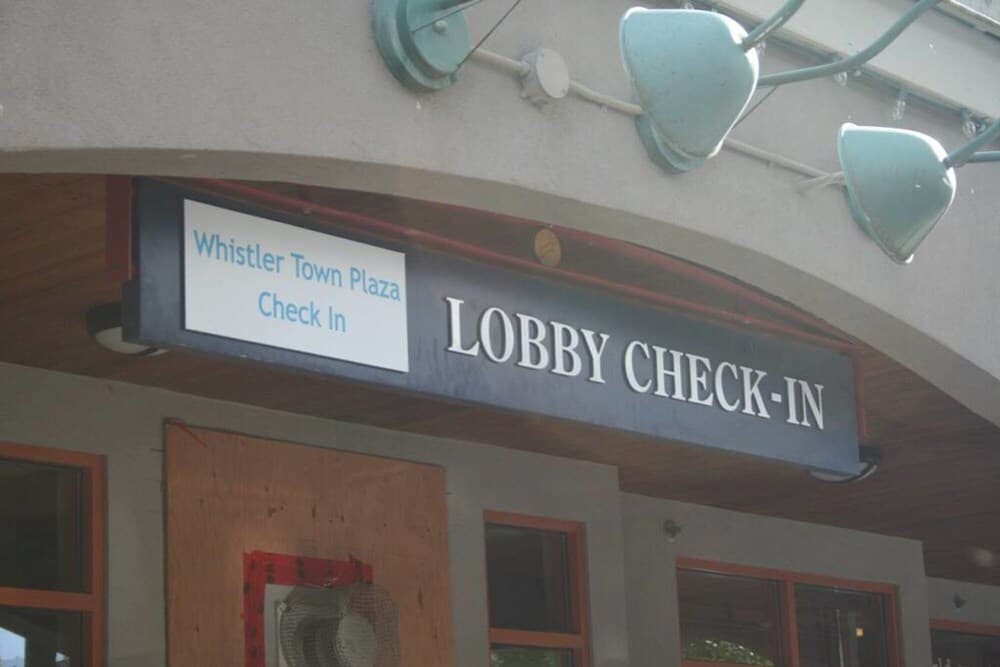 Whistler Town Plaza
Check In
LOBBY CHECK-IN